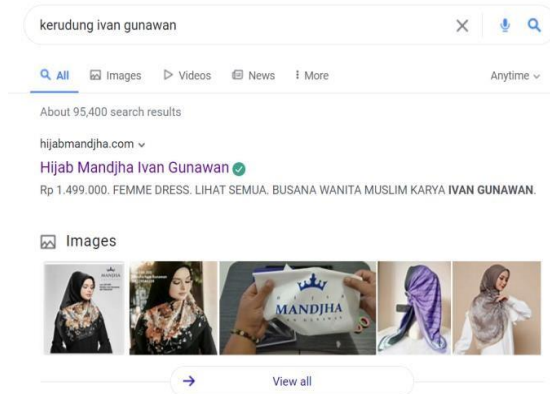 kerudung ivan gunawan
All Images Videos News More Anytime
About 95,400 search results
hijabmandjha.com
Hijab Mandjha Ivan Gunawan
Rp 1.499.000. FEMME DRESS. LIHAT SEMUA. BUSANA WANITA MUSLIM KARYA IVAN GUNAWAN.
Images
MANDJHA
hijab
MANDJHA
View all